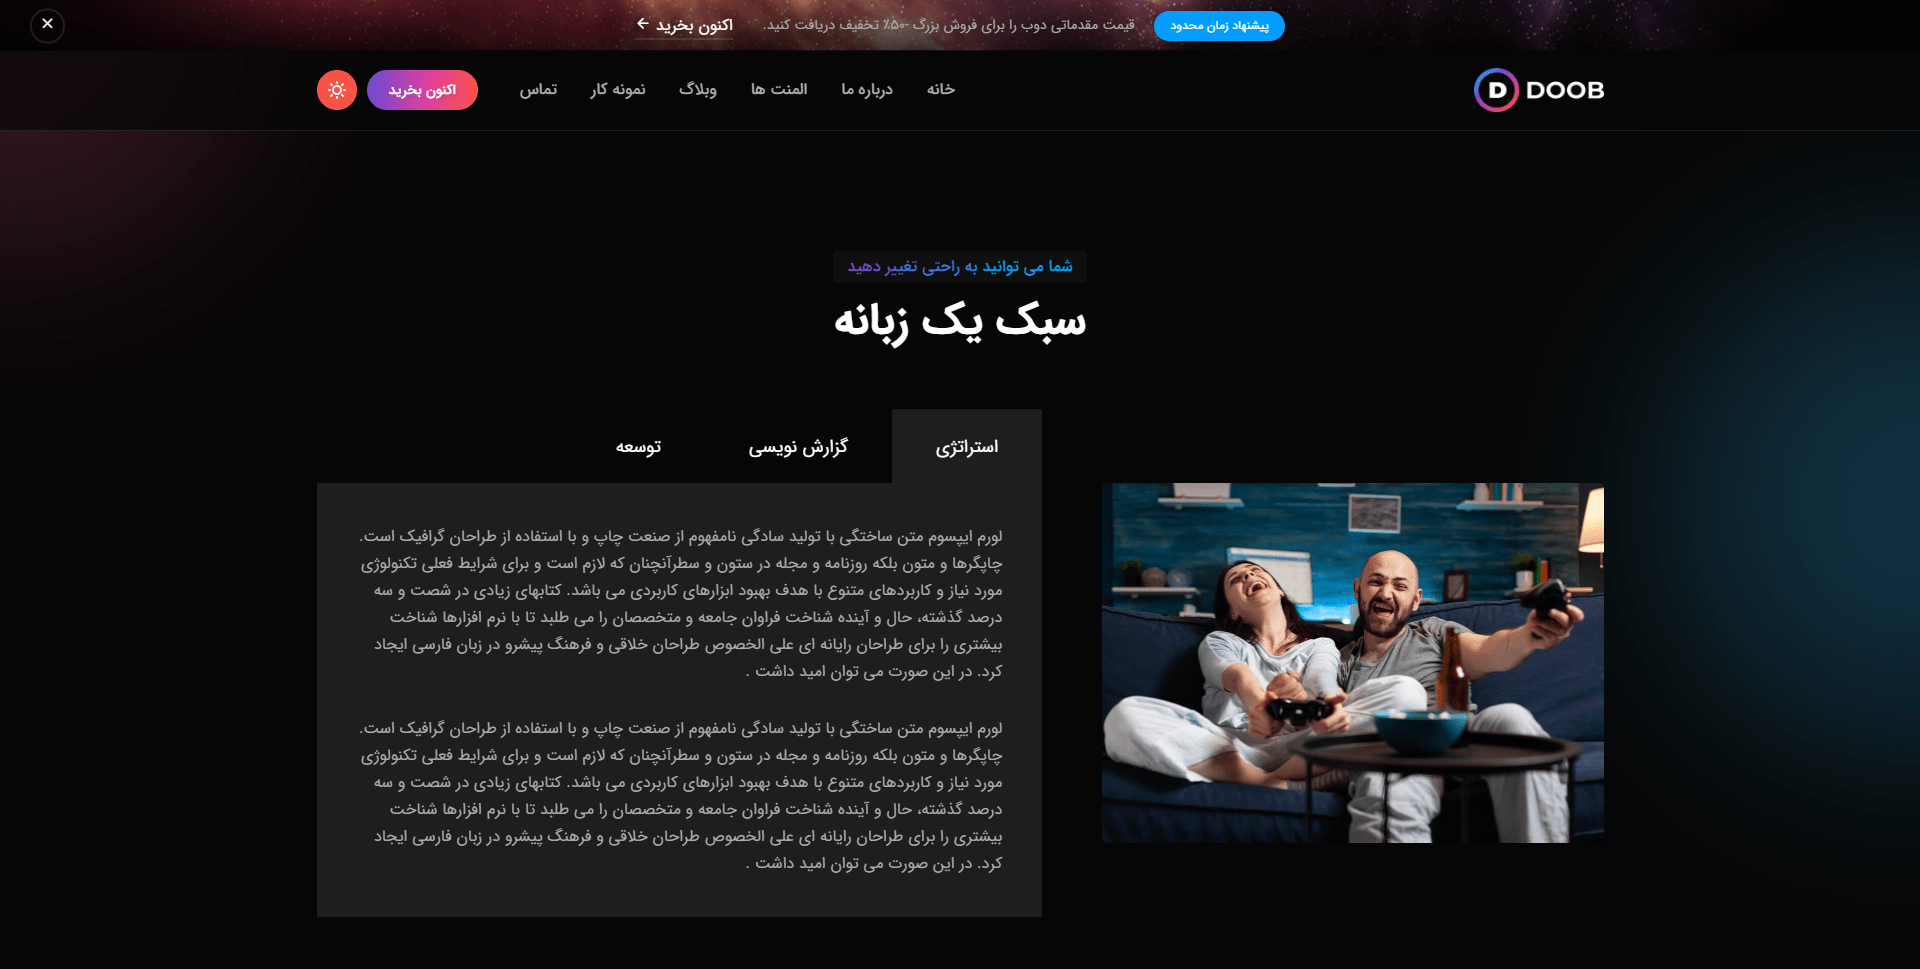 پیشنهاد زمان محدود
قیمت مقدماتی دوب را برای فروش بزرگ -۵۰٪ تخفیف دریافت کنید.
اکنون بخرید
DOOB
خانه
درباره ما
المنت ها
وبلاگ
نمونه کار
تماس
اکنون بخرید
شما می توانید به راحتی تغییر دهید
سبک یک زبانه
استراتژی
گزارش نویسی
توسعه
لورم ایپسوم متن ساختگی با تولید سادگی نامفهوم از صنعت چاپ و با استفاده از طراحان گرافیک است.
چاپگرها و متون بلکه روزنامه و مجله در ستون و سطرآنچنان که لازم است و برای شرایط فعلی تکنولوژی
مورد نیاز و کاربردهای متنوع با هدف بهبود ابزارهای کاربردی می باشد. کتابهای زیادی در شصت و سه
درصد گذشته، حال و آینده شناخت فراوان جامعه و متخصصان را می طلبد تا با نرم افزارها شناخت
بیشتری را برای طراحان رایانه ای علی الخصوص طراحان خلاقی و فرهنگ پیشرو در زبان فارسی ایجاد
کرد. در این صورت می توان امید داشت .
لورم ایپسوم متن ساختگی با تولید سادگی نامفهوم از صنعت چاپ و با استفاده از طراحان گرافیک است.
چاپگرها و متون بلکه روزنامه و مجله در ستون و سطرآنچنان که لازم است و برای شرایط فعلی تکنولوژی
مورد نیاز و کاربردهای متنوع با هدف بهبود ابزارهای کاربردی می باشد. کتابهای زیادی در شصت و سه
درصد گذشته، حال و آینده شناخت فراوان جامعه و متخصصان را می طلبد تا با نرم افزارها شناخت
بیشتری را برای طراحان رایانه ای علی الخصوص طراحان خلاقی و فرهنگ پیشرو در زبان فارسی ایجاد
کرد. در این صورت می توان امید داشت .